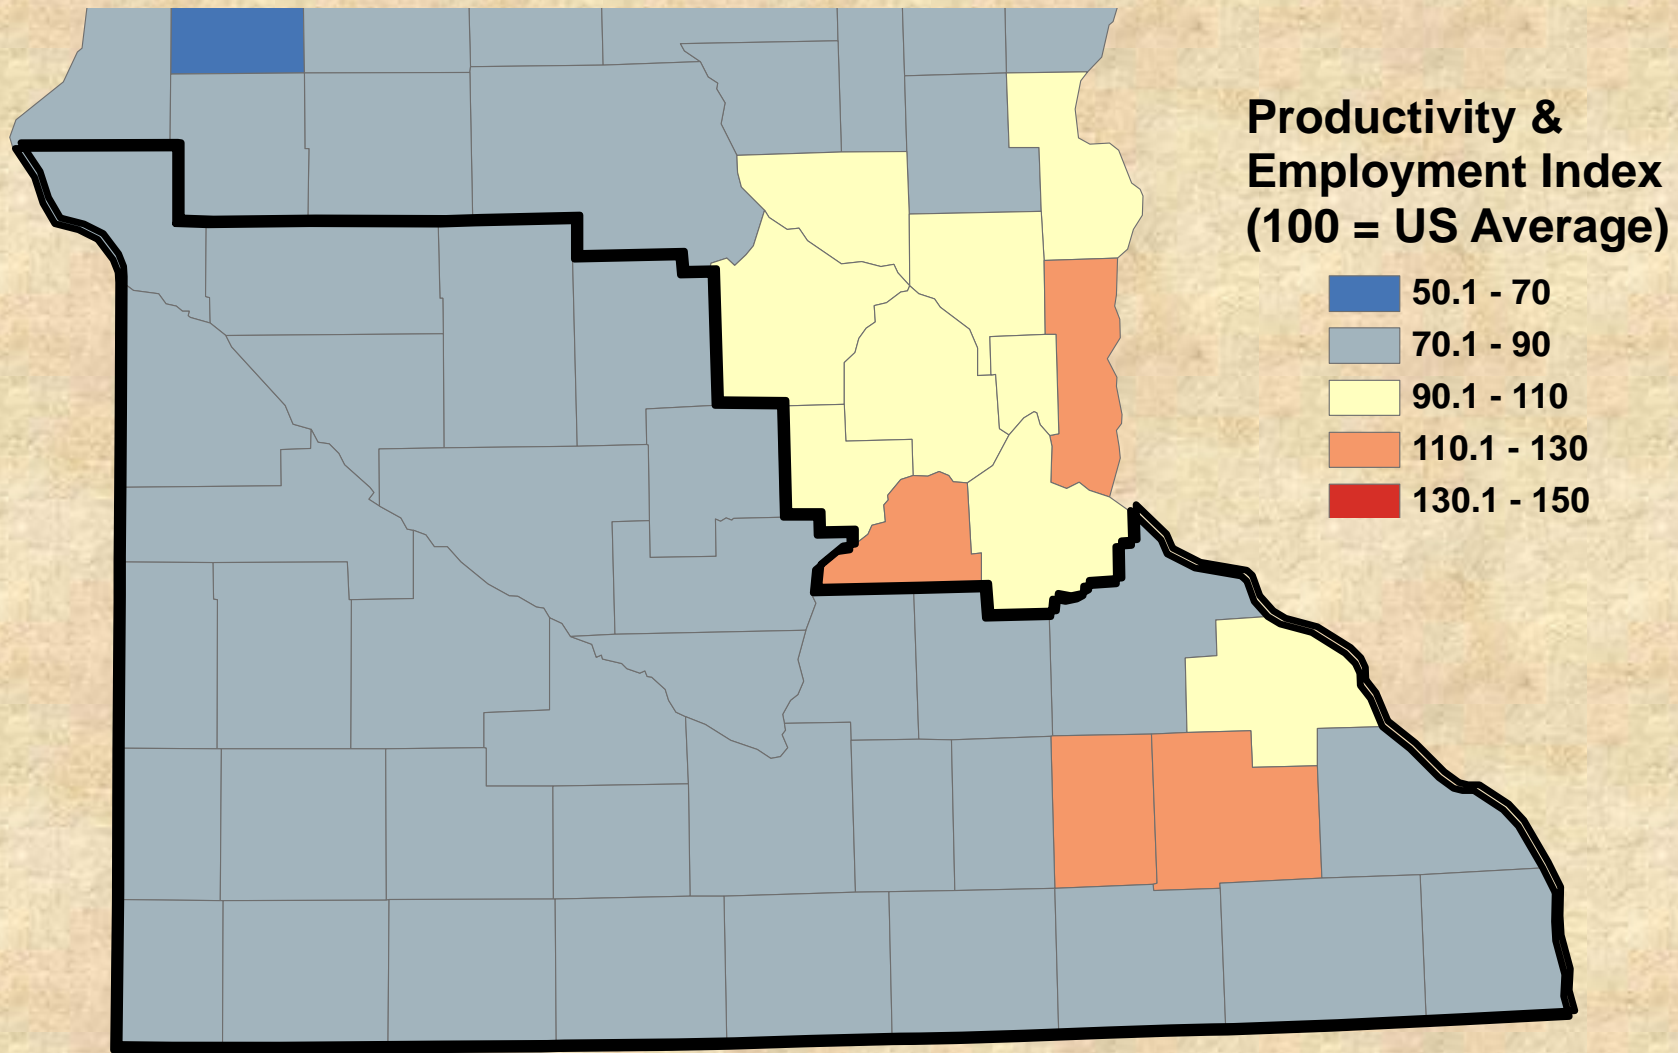 Productivity &
Employment Index
(100 = US Average)
50.1 - 70
70.1 - 90
90.1 - 110
110.1 - 130
130.1 - 150